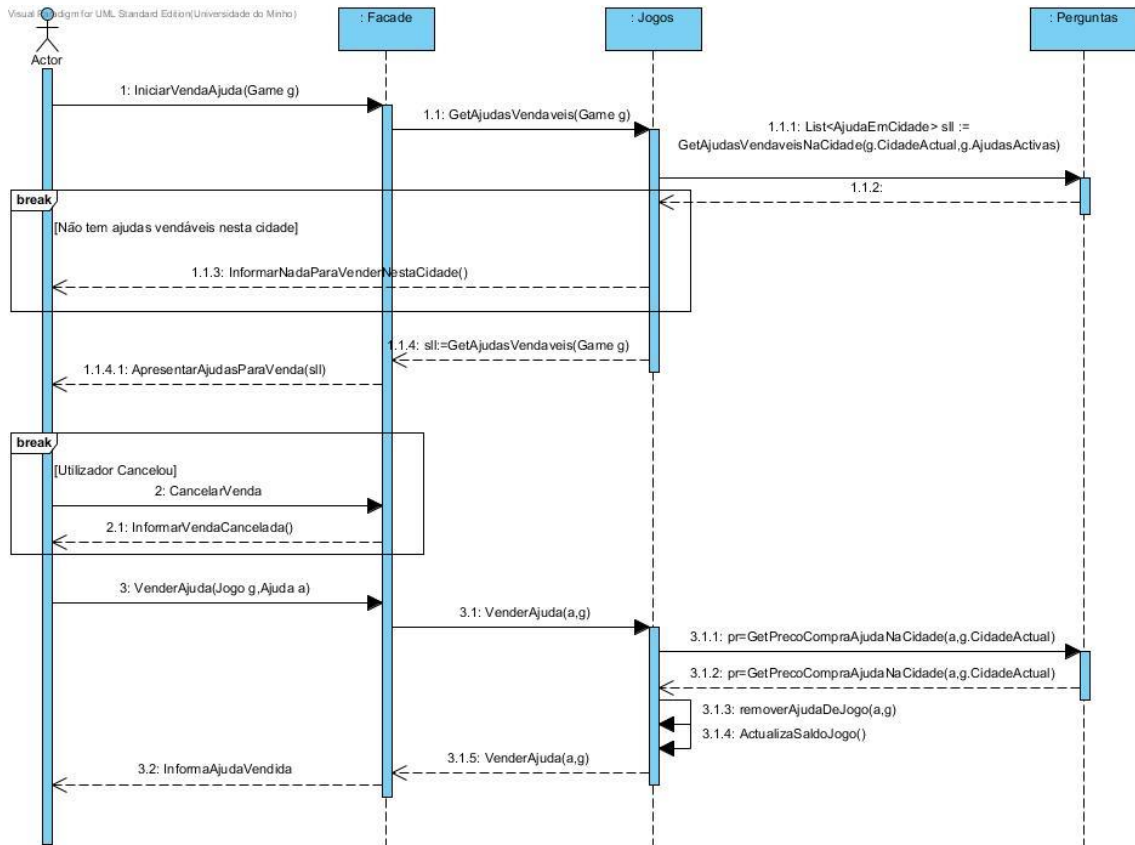 Visual Paradigm for UML Standard Edition(Universidade do Minho)
: Facade
: Jogos
: Perguntas
Actor
1: IniciarVendaAjuda(Game g)
1.1: GetAjudasVendaveis(Game g)
1.1.1: List<AjudaEmCidade> sll :=
GetAjudasVendaveisNaCidade(g.CidadeActual,g.AjudasActivas)
1.1.2:
break
[Não tem ajudas vendáveis nesta cidade]
1.1.3: InformarNadaParaVenderNestaCidade()
1.1.4: sll:=GetAjudasVendaveis(Game g)
1.1.4.1: ApresentarAjudasParaVenda(sll)
break
[Utilizador Cancelou]
2: CancelarVenda
2.1: InformarVendaCancelada()
3: VenderAjuda(Jogo g,Ajuda a)
3.1: VenderAjuda(a,g)
3.1.1: pr=GetPrecoCompraAjudaNaCidade(a,g.CidadeActual)
3.1.2: pr=GetPrecoCompraAjudaNaCidade(a,g.CidadeActual)
3.1.3: removerAjudaDeJogo(a,g)
3.1.4: ActualizaSaldoJogo()
3.1.5: VenderAjuda(a,g)
3.2: InformaAjudaVendida